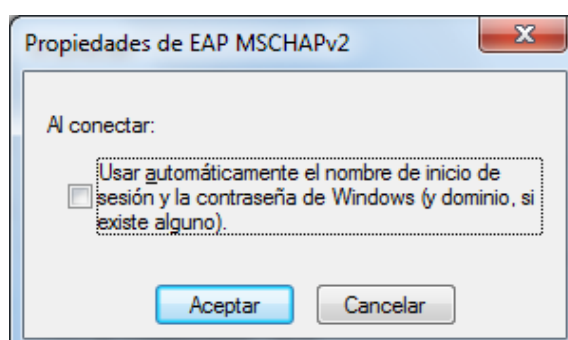 Propiedades de EAP MSCHAPv2
Al conectar:
Usar automáticamente el nombre de inicio de
sesión y la contraseña de Windows (y dominio, si
existe alguno).
Aceptar
Cancelar